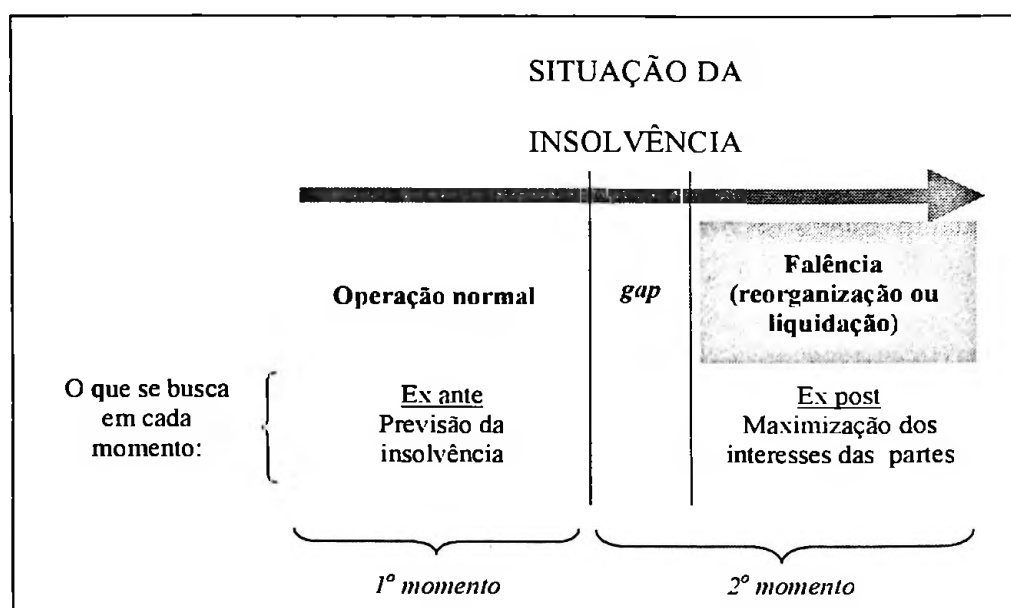 SITUAÇÃO DA
INSOLVÊNCIA
Operação normal
gap
Falência
(reorganização ou
liquidação)
O que se busca
em cada
momento:
Ex ante
Previsão da
insolvência
Ex post
Maximização dos
interesses das partes
1º momento
2º momento